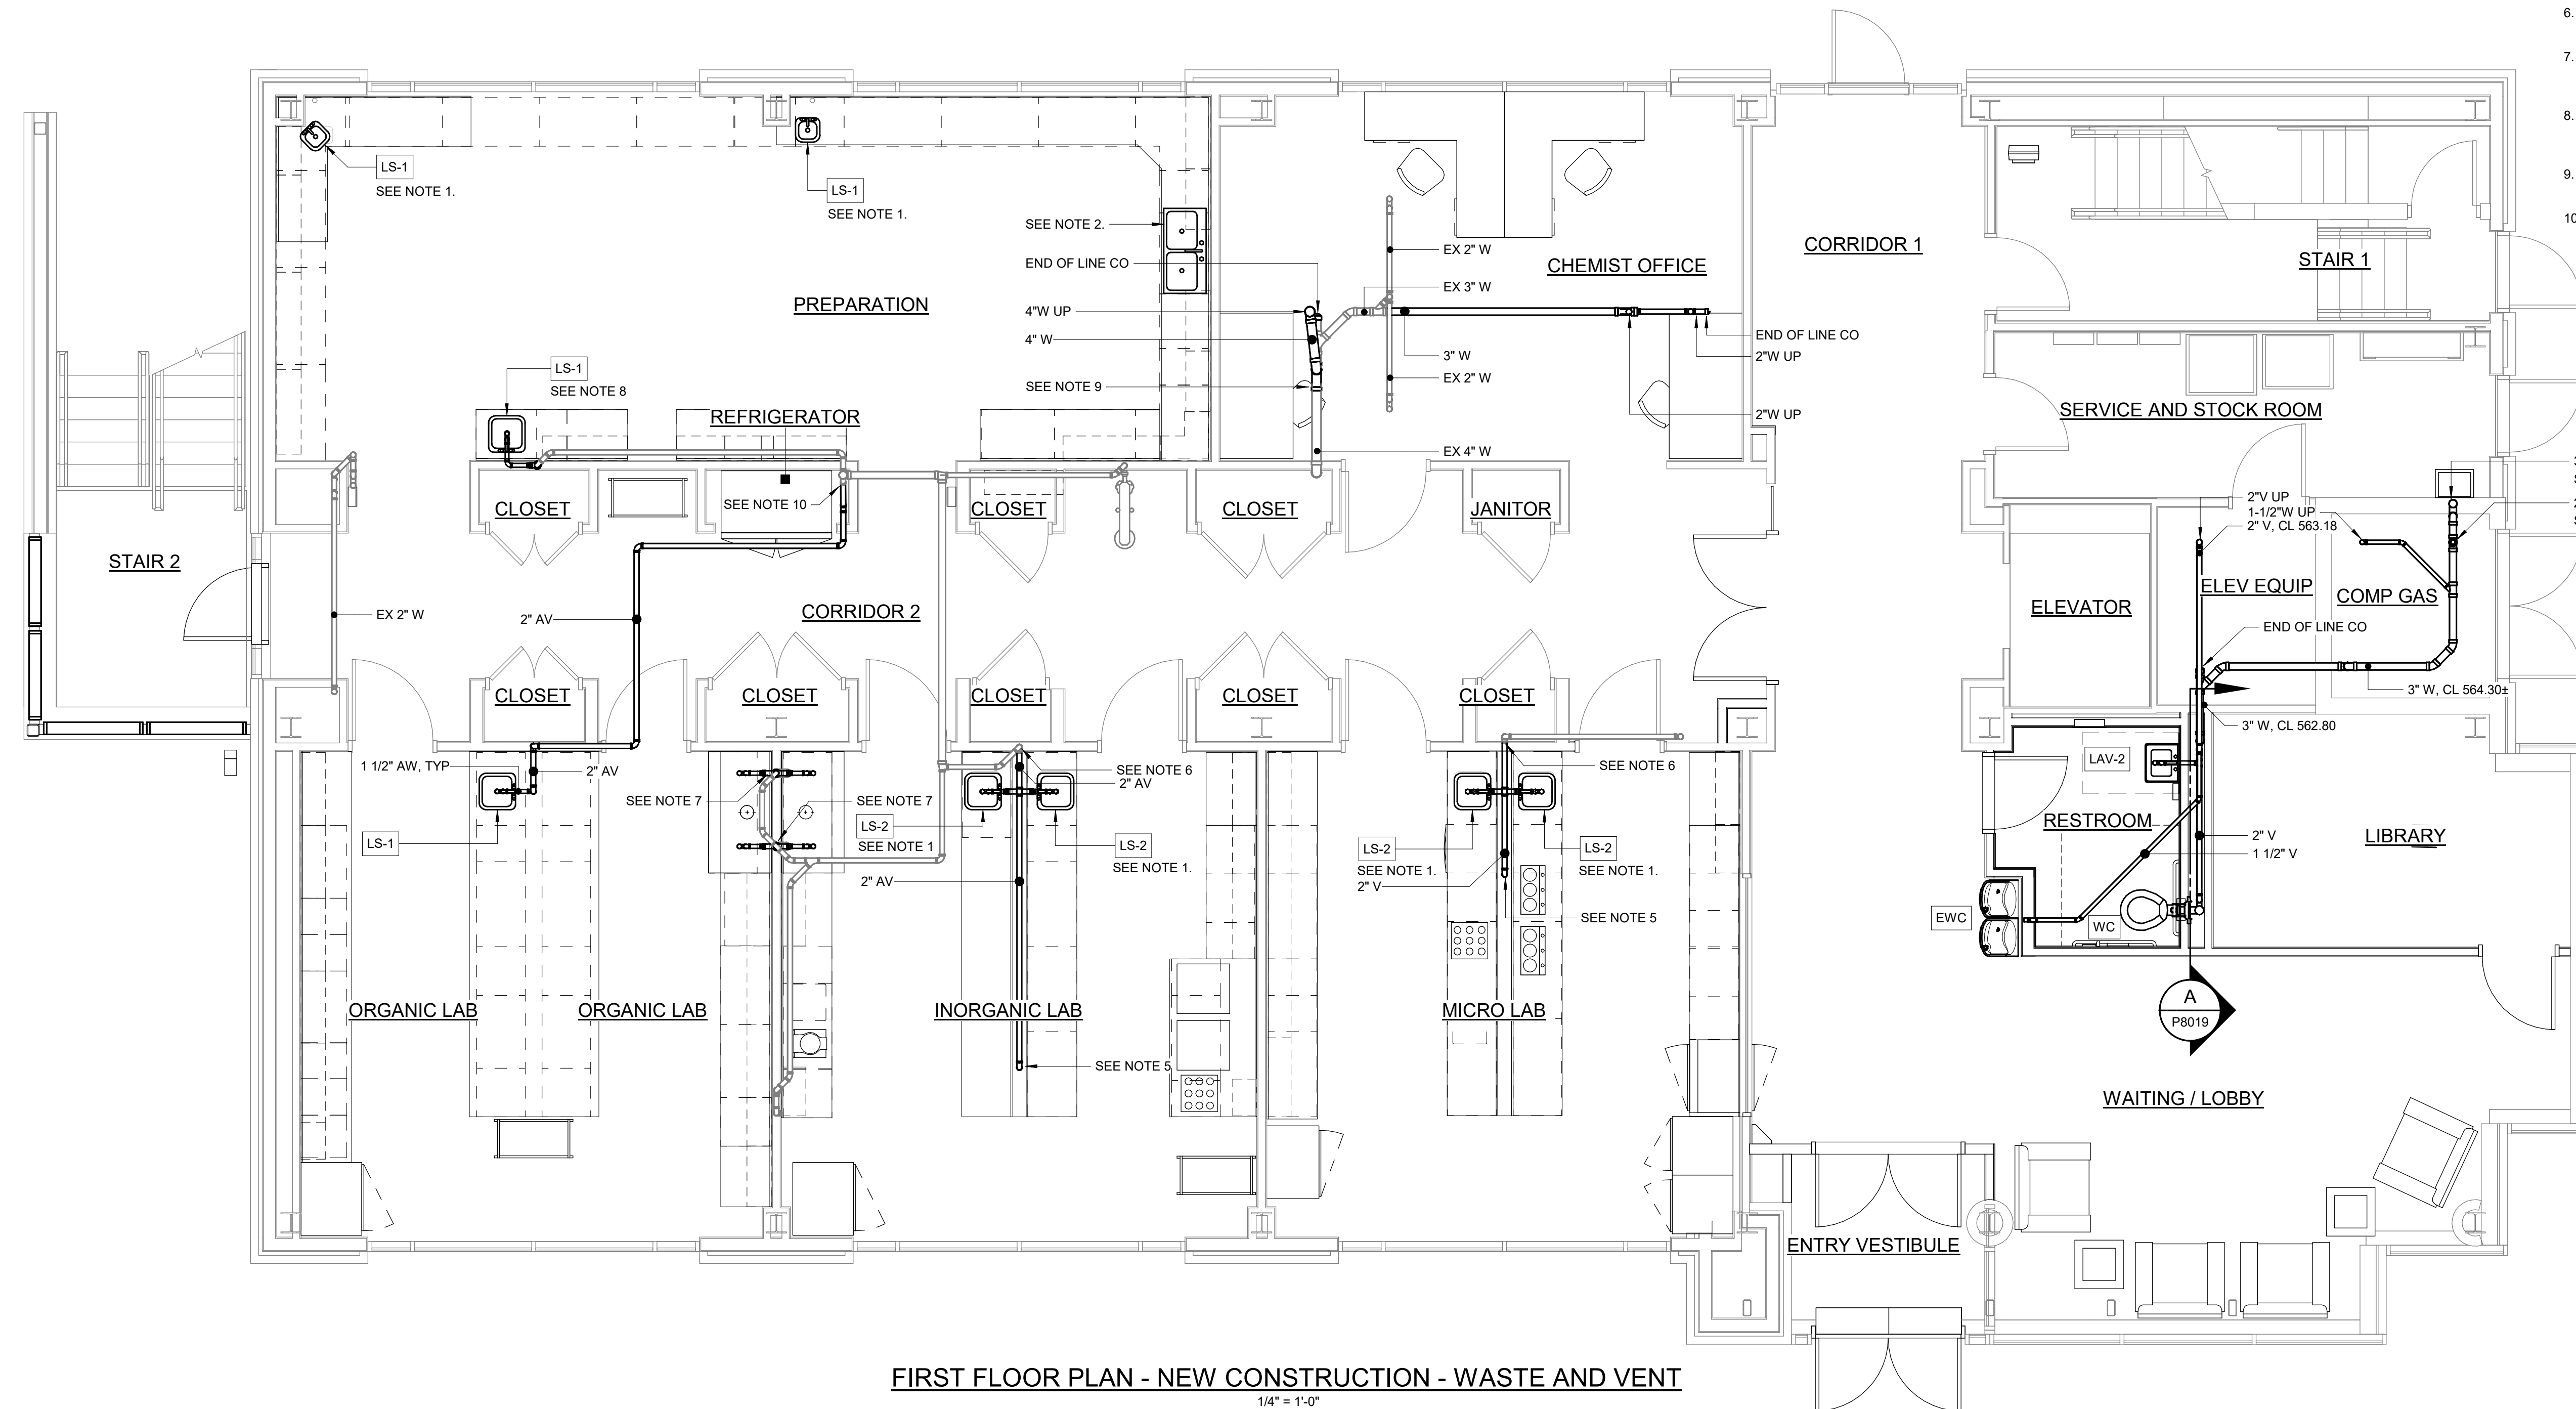 6.
7.
8.
9.
10
LS-1
SEE NOTE 1.
LS-1
SEE NOTE 1.
SEE NOTE 2.
END OF LINE CO
PREPARATION
4"W UP
4" W
SEE NOTE 9
LS-1
SEE NOTE 8
REFRIGERATOR
EX 2" W
CHEMIST OFFICE
EX 3" W
END OF LINE CO
3" W
2"W UP
EX 2" W
2"W UP
EX 4" W
CORRIDOR 1
STAIR 1
SERVICE AND STOCK ROOM
CLOSET
SEE NOTE 10
CLOSET
CLOSET
JANITOR
STAIR 2
EX 2" W
2" AV
CORRIDOR 2
2"V UP
1-1/2"W UP
2" V, CL 563.18
ELEVATOR
ELEV EQUIP
COMP GAS
END OF LINE CO
3" W, CL 564.30±
3" W, CL 562.80
CLOSET
CLOSET
CLOSET
CLOSET
CLOSET
1 1/2" AW, TYP
2" AV
SEE NOTE 7
SEE NOTE 7
LS-1
LS-2
SEE NOTE 1
SEE NOTE 6
2" AV
LS-2
SEE NOTE 1.
2" AV
SEE NOTE 6
LS-2
SEE NOTE 1.
2" V
LS-2
SEE NOTE 1.
SEE NOTE 5
LAV-2
RESTROOM
2" V
1 1/2" V
LIBRARY
EWC
WC
ORGANIC LAB
ORGANIC LAB
INORGANIC LAB
SEE NOTE 5
MICRO LAB
A
P8019
WAITING / LOBBY
ENTRY VESTIBULE
FIRST FLOOR PLAN - NEW CONSTRUCTION - WASTE AND VENT
1/4" = 1'-0"